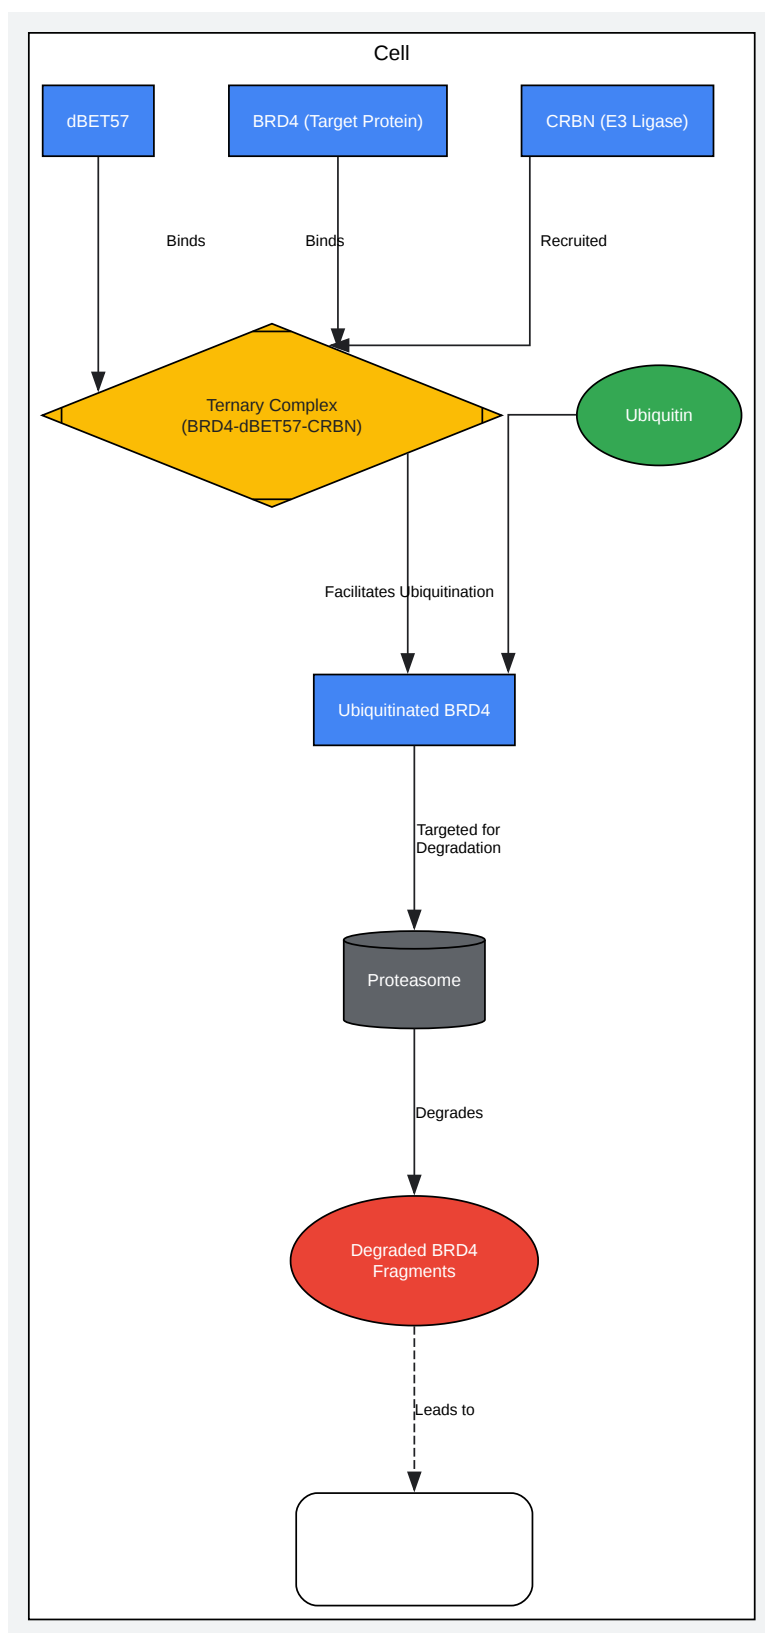 Cell
dBET57
BRD4 (Target Protein)
CRBN (E3 Ligase)
Binds
Binds
Recruited
Ternary Complex
(BRD4-dBET57-CRBN)
Ubiquitin
Facilitates Ubiquitination
Ubiquitinated BRD4
Targeted for
Degradation
Proteasome
Degrades
Degraded BRD4
Fragments
Leads to